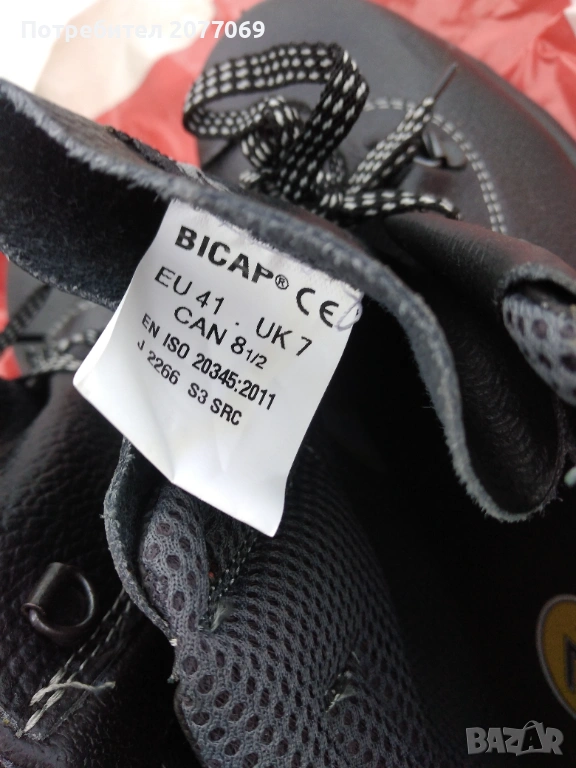 Потребител 2077069
BICAP® CE
EU 41 . UK 7
CAN 8 1/2
EN ISO 20345:2011
J 2266 S3 SRC
BAZAR